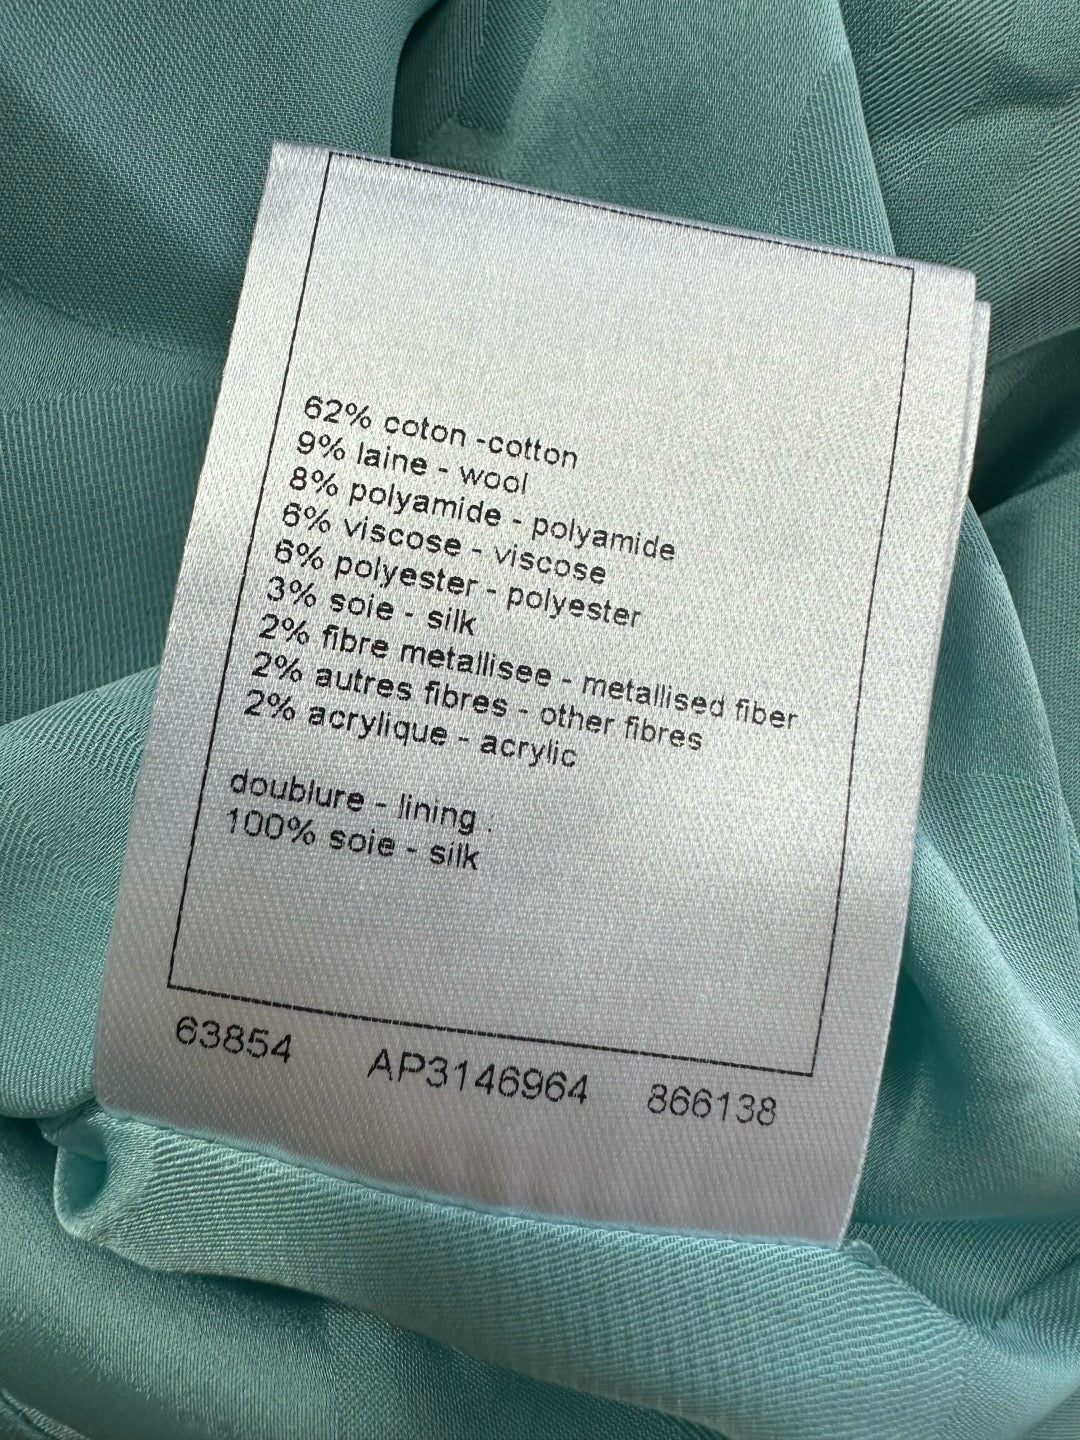 62% coton -cotton
9% laine - wool
8% polyamide - polyamide
6% viscose - viscose
6% polyester - polyester
3% soie - silk
2% fibre metallisee - metallised fiber
2% autres fibres - other fibres
2% acrylique - acrylic
doublure - lining :
100% soie - silk
63854 AP3146964 866138